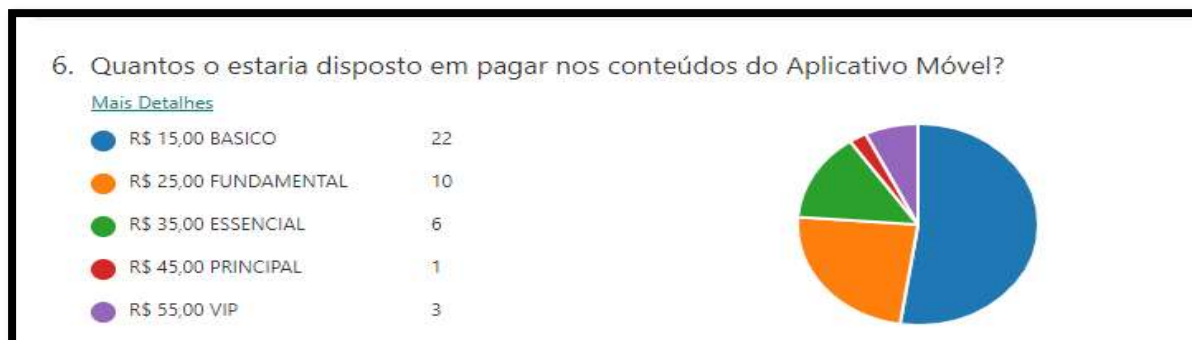 6. Quantos o estaria disposto em pagar nos conteúdos do Aplicativo Móvel?
Mais Detalhes
R$ 15,00 BASICO 22
R$ 25,00 FUNDAMENTAL 10
R$ 35,00 ESSENCIAL 6
R$ 45,00 PRINCIPAL 1
R$ 55,00 VIP 3